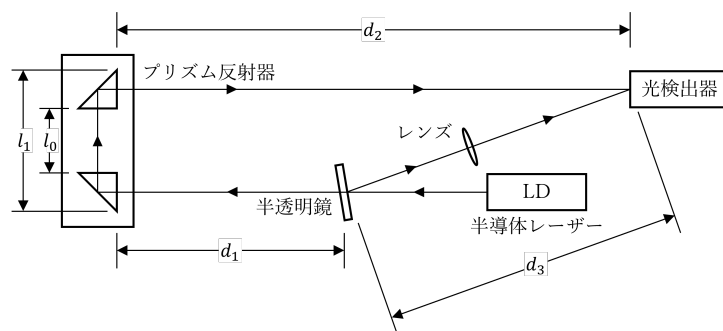 d₂
プリズム反射器
光検出器
l₁
l₀
レンズ
LD
半透明鏡
半導体レーザー
d₁
d₃